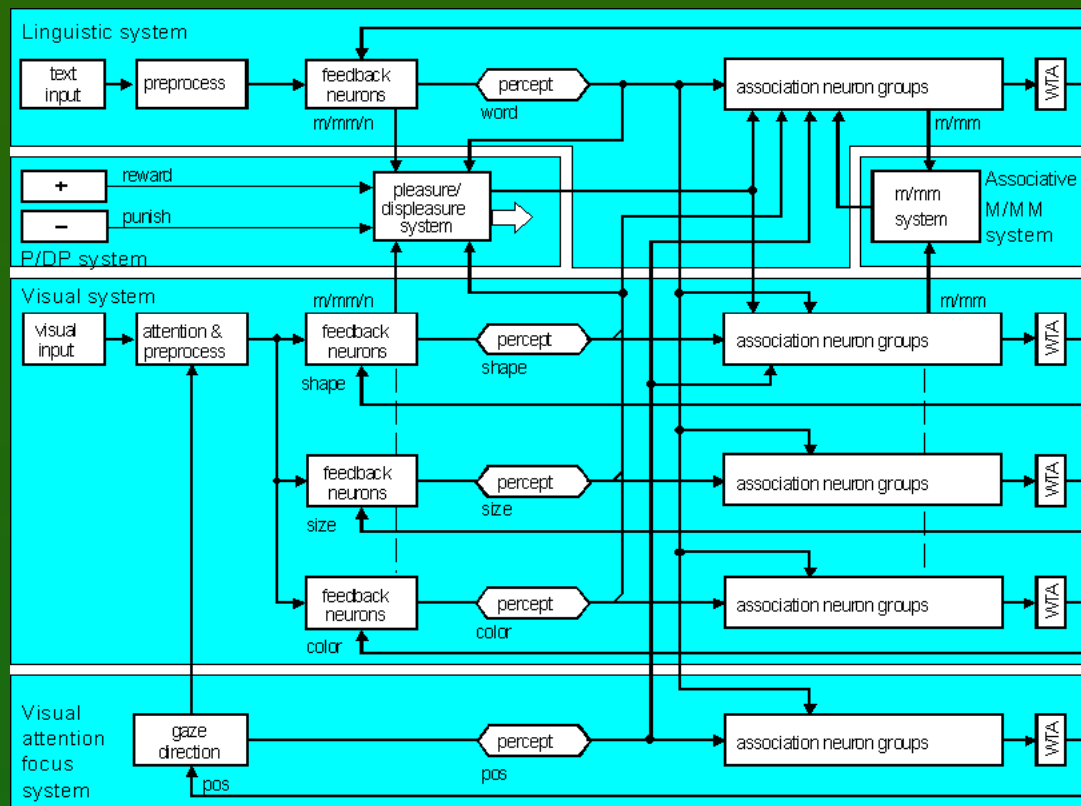 Linguistic system
text
input
preprocess
feedback
neurons
percept
word
association neuron groups
WTA
m/mm/n
m/mm
+
reward
−
punish
P/DP system
pleasure/
displeasure
system
m/mm
system
Associative
M/MM
system
Visual system
m/mm/n
m/mm
visual
input
attention &
preprocess
feedback
neurons
shape
percept
shape
association neuron groups
WTA
feedback
neurons
size
percept
size
association neuron groups
WTA
feedback
neurons
color
percept
color
association neuron groups
WTA
Visual
attention
focus
system
gaze
direction
pos
percept
pos
association neuron groups
WTA